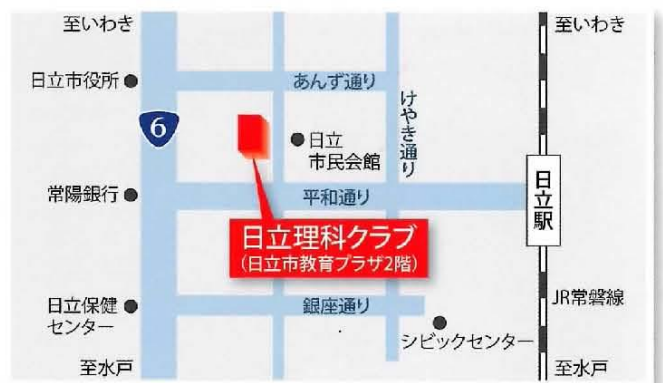 至いわき
至いわき
日立市役所
あんず通り
けやき通り
6
日立
市民会館
日立駅
常陽銀行
平和通り
日立理科クラブ
(日立市教育プラザ2階)
日立保健
センター
銀座通り
JR常磐線
シビックセンター
至水戸
至水戸